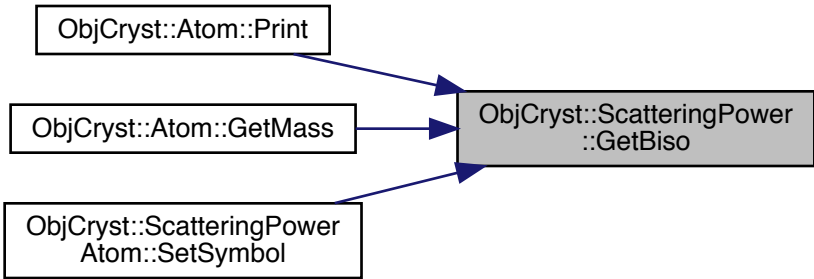 ObjCryst::Atom::Print
ObjCryst::Atom::GetMass
ObjCryst::ScatteringPower
Atom::SetSymbol
ObjCryst::ScatteringPower
::GetBiso